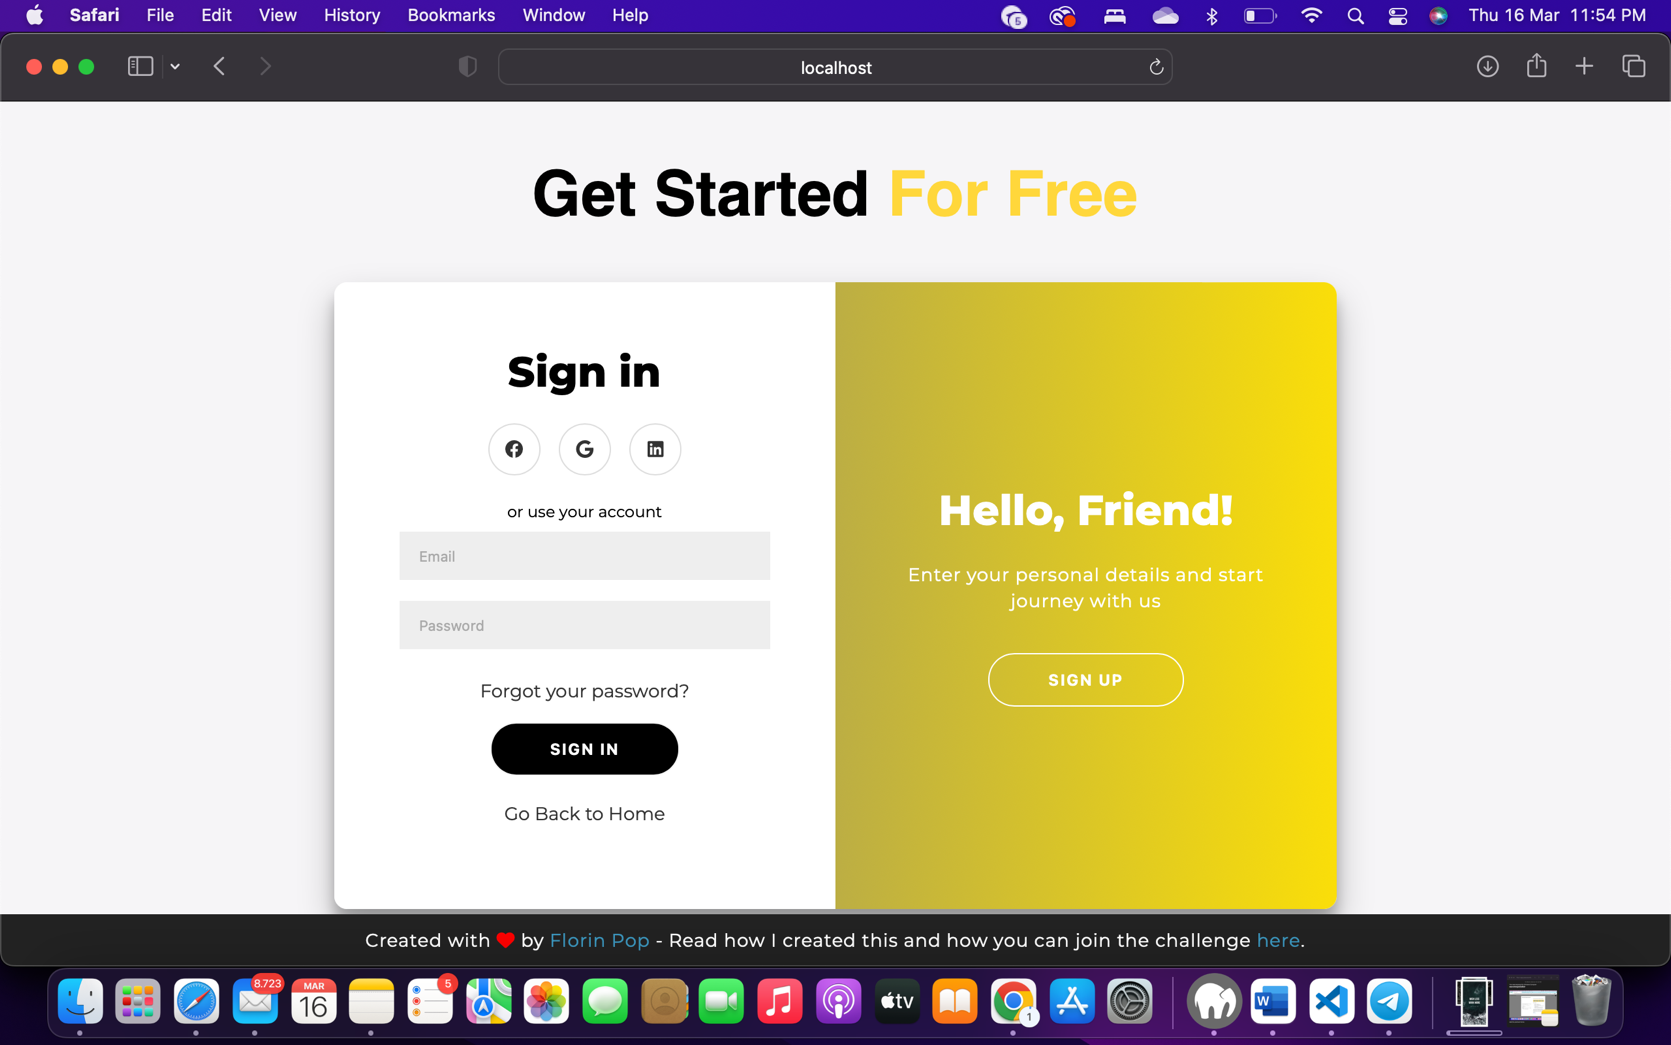 Safari File Edit View History Bookmarks Window Help 5 Thu 16 Mar 11:54 PM
localhost
Get Started For Free
Sign in
or use your account
Email
Password
Forgot your password?
SIGN IN
Go Back to Home
Hello, Friend!
Enter your personal details and start
journey with us
SIGN UP
Created with ❤ by Florin Pop - Read how I created this and how you can join the challenge here.
8.723 MAR 16 5 tv 1 W